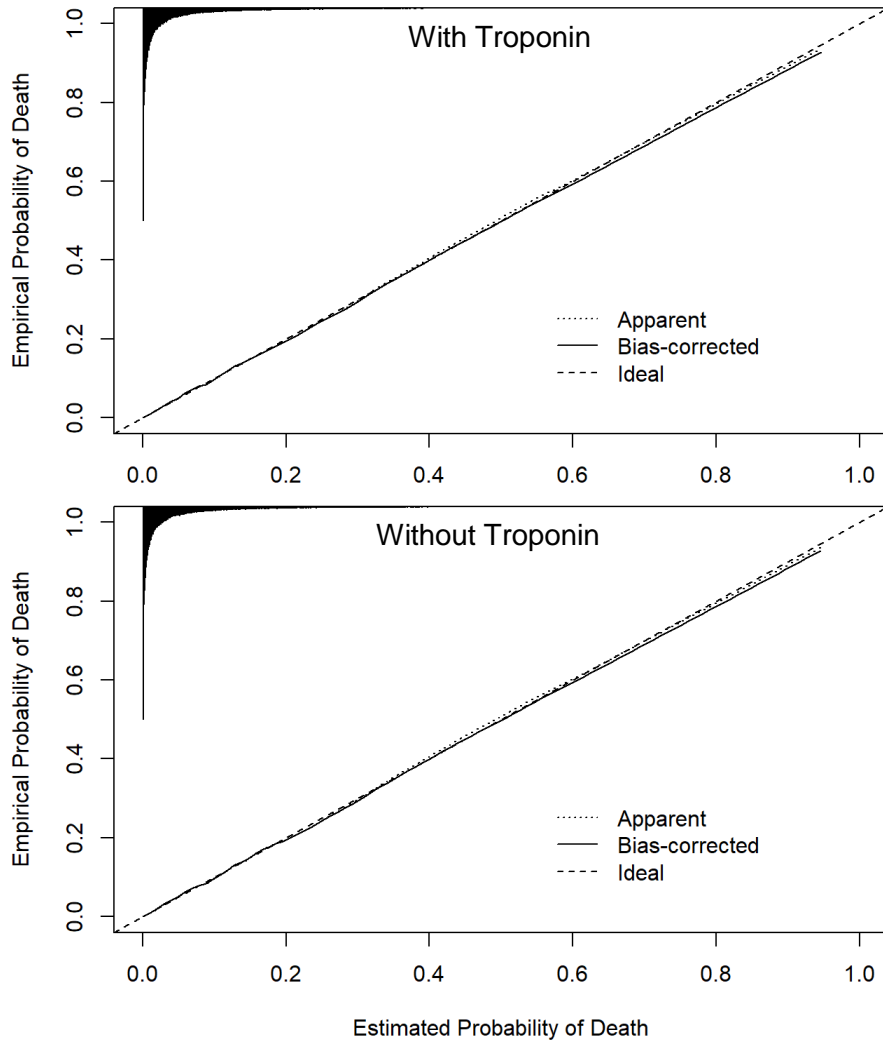 With Troponin
Empirical Probability of Death
1.0
0.8
0.6
0.4
0.2
0.0
Apparent
Bias-corrected
Ideal
0.0 0.2 0.4 0.6 0.8 1.0
Without Troponin
Empirical Probability of Death
1.0
0.8
0.6
0.4
0.2
0.0
Apparent
Bias-corrected
Ideal
0.0 0.2 0.4 0.6 0.8 1.0
Estimated Probability of Death